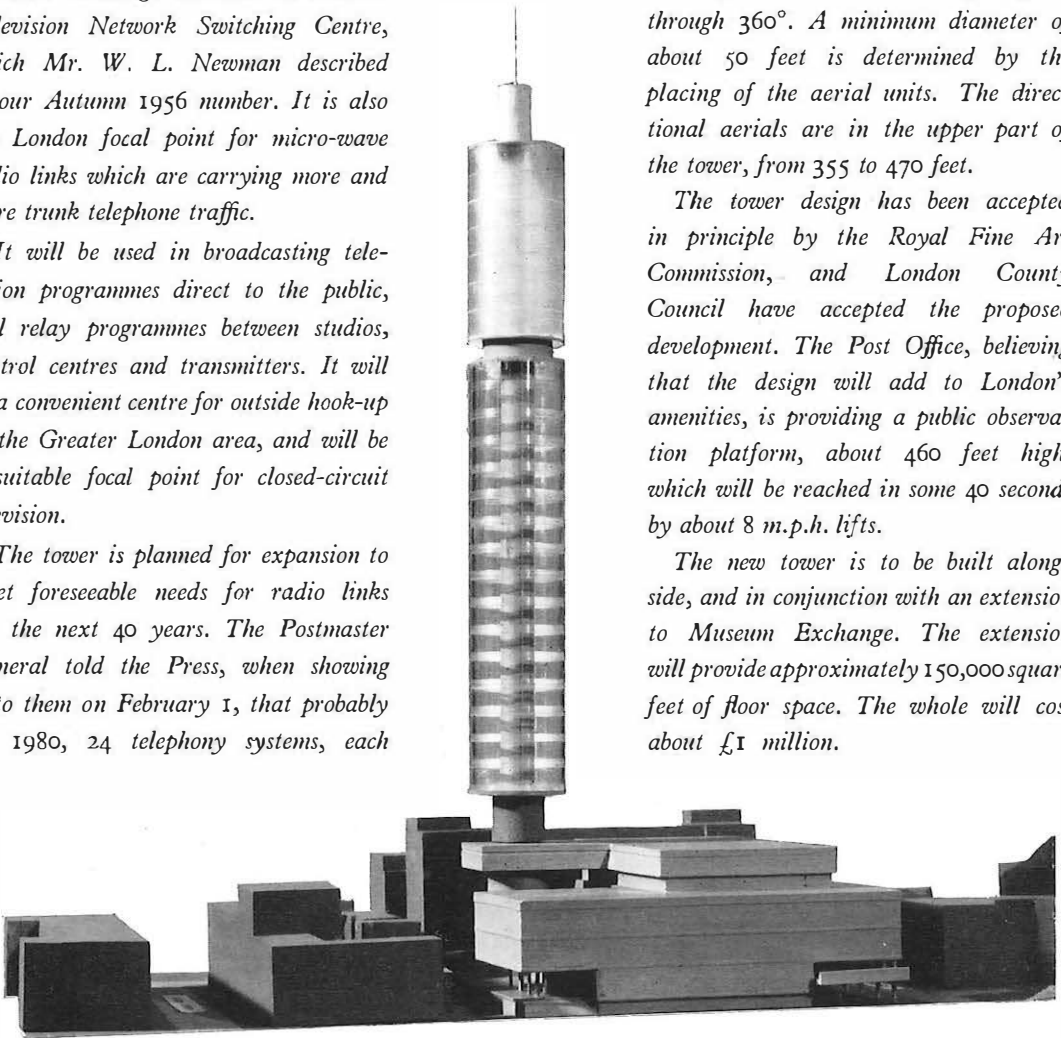 levision Network Switching Centre,
ich Mr. W. L. Newman described
our Autumn 1956 number. It is also
London focal point for micro-wave
io links which are carrying more and
re trunk telephone traffic.
It will be used in broadcasting tele-
ion programmes direct to the public,
l relay programmes between studios,
trol centres and transmitters. It will
a convenient centre for outside hook-up
the Greater London area, and will be
suitable focal point for closed-circuit
evision.
The tower is planned for expansion to
et foreseeable needs for radio links
the next 40 years. The Postmaster
neral told the Press, when showing
to them on February 1, that probably
1980, 24 telephony systems, each
through 360°. A minimum diameter o
about 50 feet is determined by th
placing of the aerial units. The direc
tional aerials are in the upper part o
the tower, from 355 to 470 feet.
The tower design has been accepted
in principle by the Royal Fine Ar
Commission, and London County
Council have accepted the propose
development. The Post Office, believing
that the design will add to London'
amenities, is providing a public observa
tion platform, about 460 feet high
which will be reached in some 40 second
by about 8 m.p.h. lifts.
The new tower is to be built along
side, and in conjunction with an extensio
to Museum Exchange. The extensio
will provide approximately 150,000 squar
feet of floor space. The whole will cos
about £1 million.